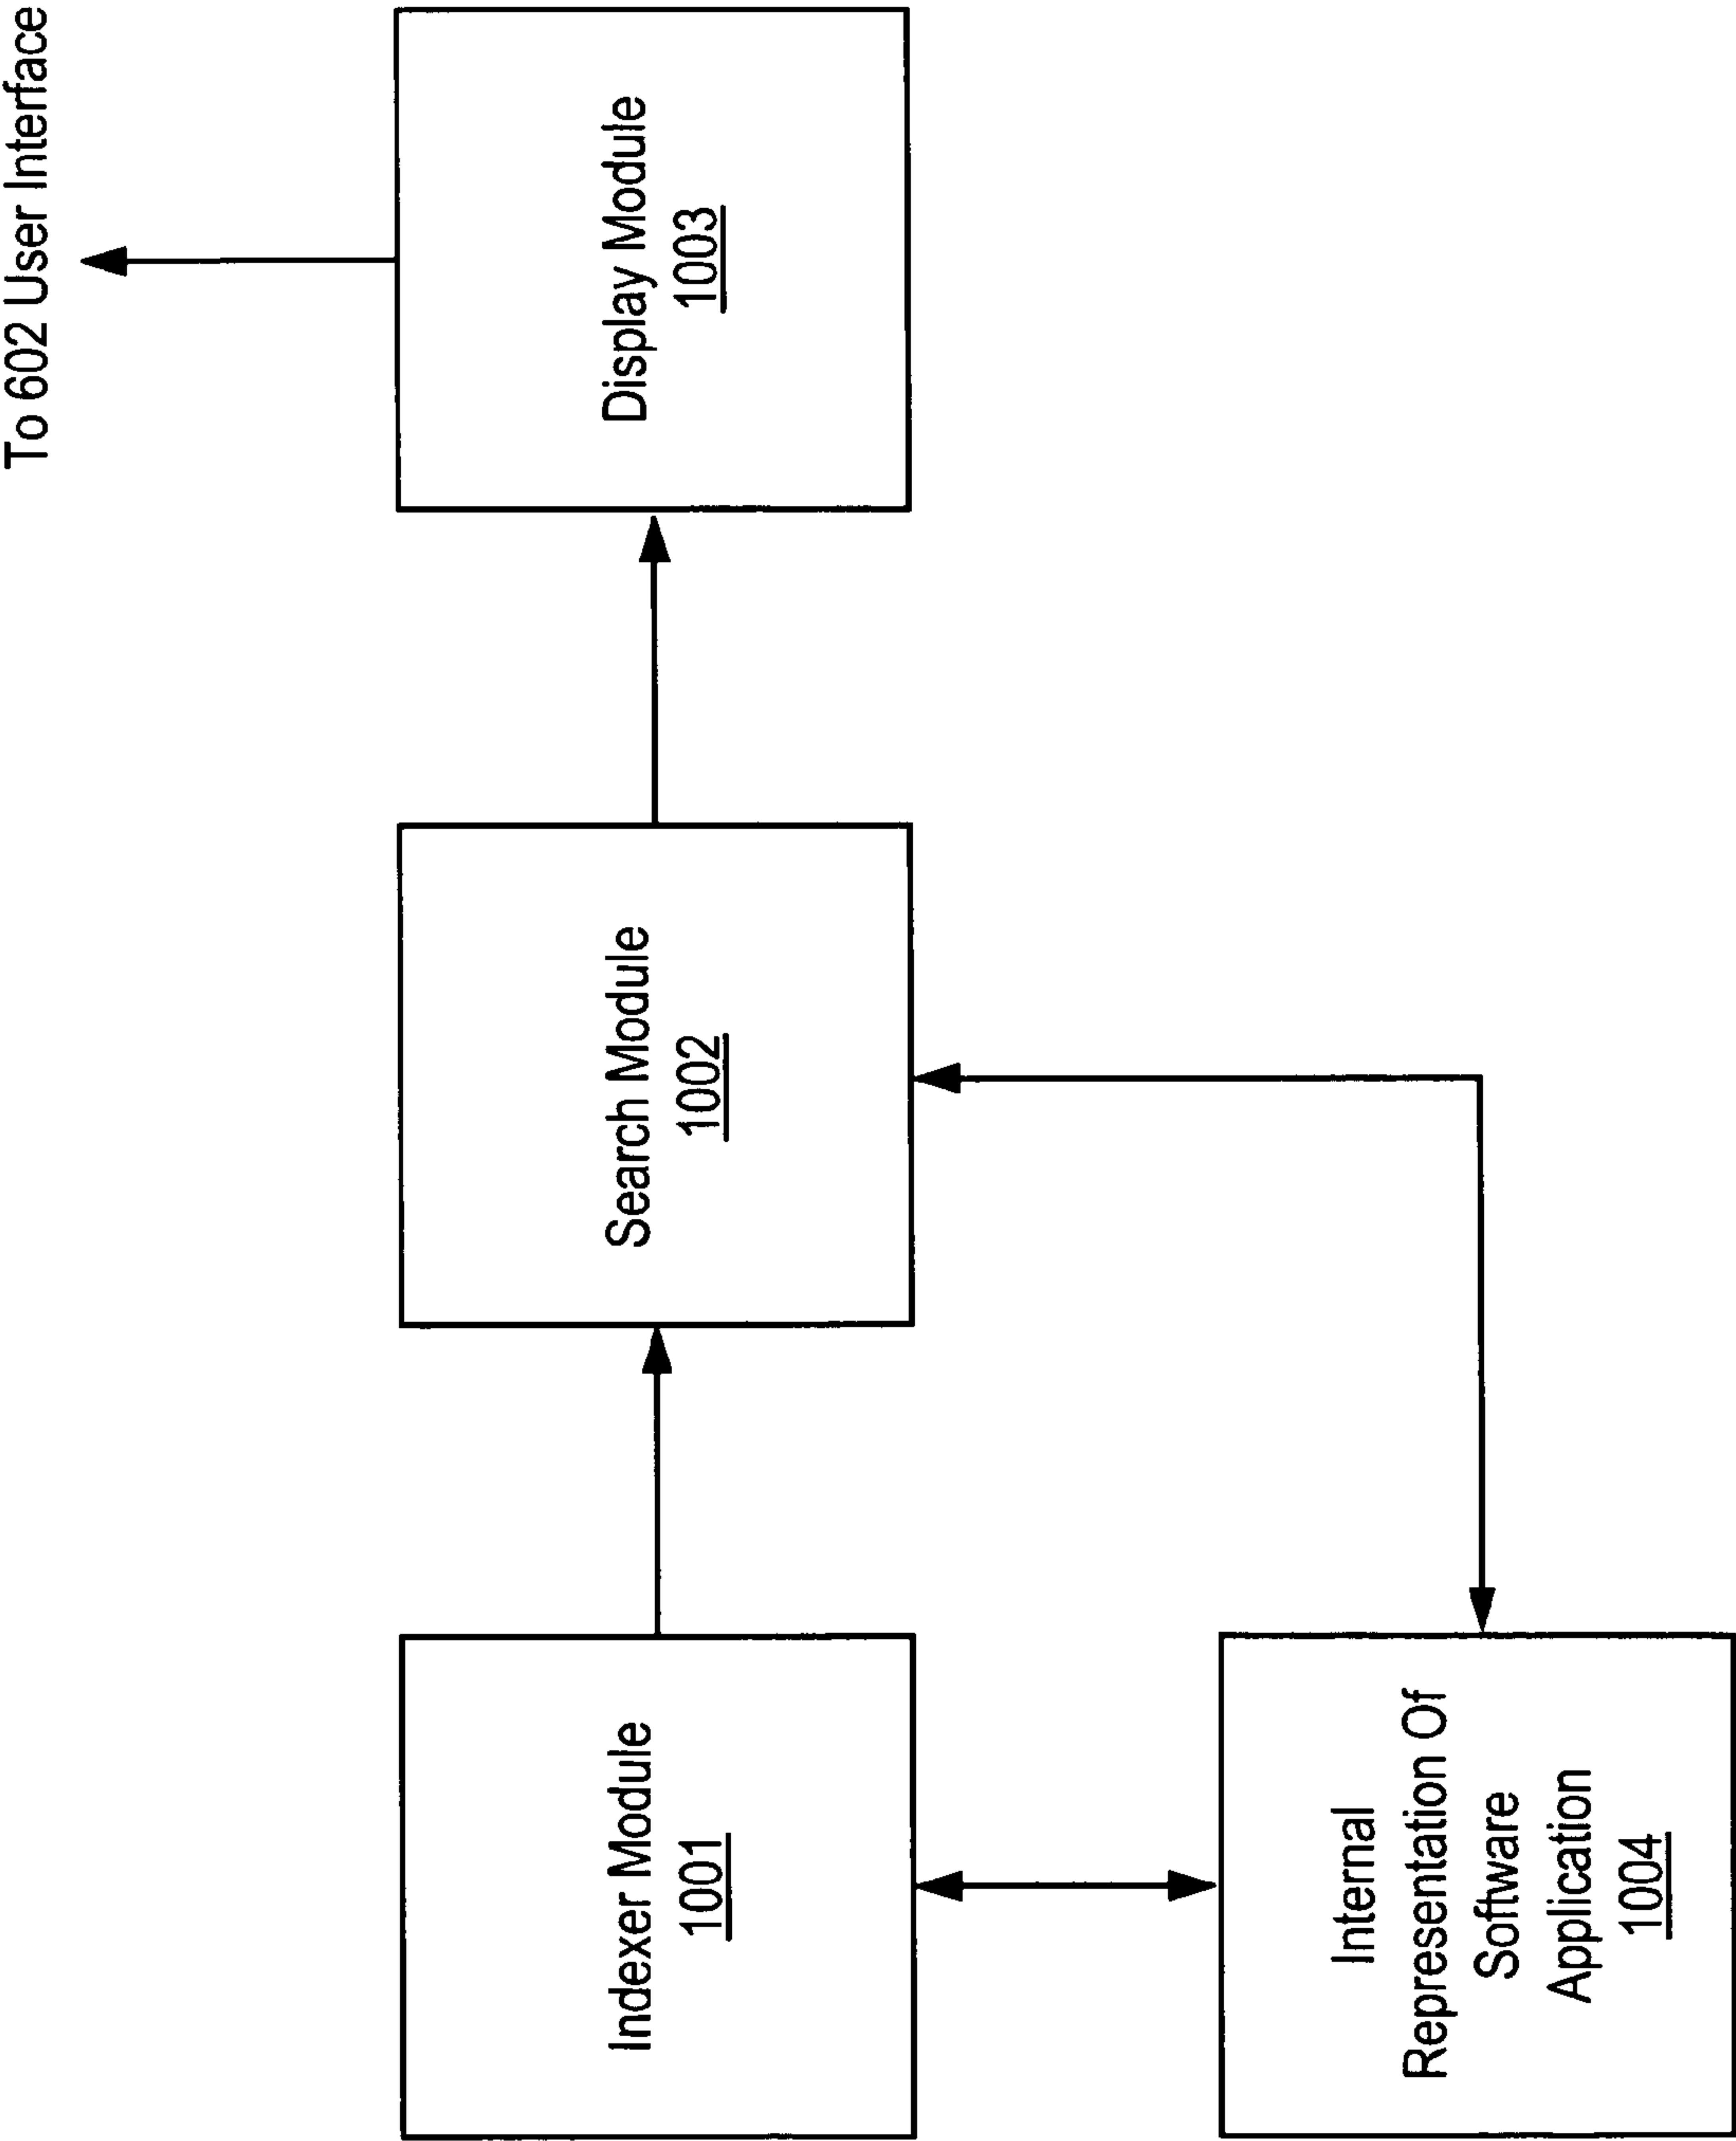 To 602 User Interface
Display Module
1003
Search Module
1002
Indexer Module
1001
Internal
Representation Of
Software
Application
1004